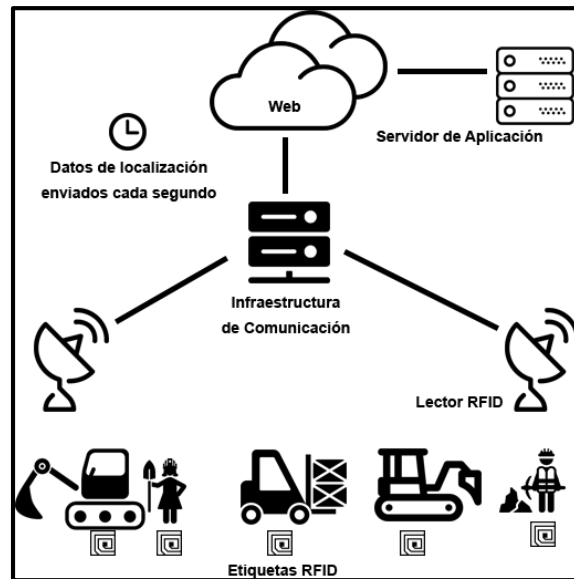 Web
Servidor de Aplicación
Datos de localización
enviados cada segundo
Infraestructura
de Comunicación
Lector RFID
Etiquetas RFID